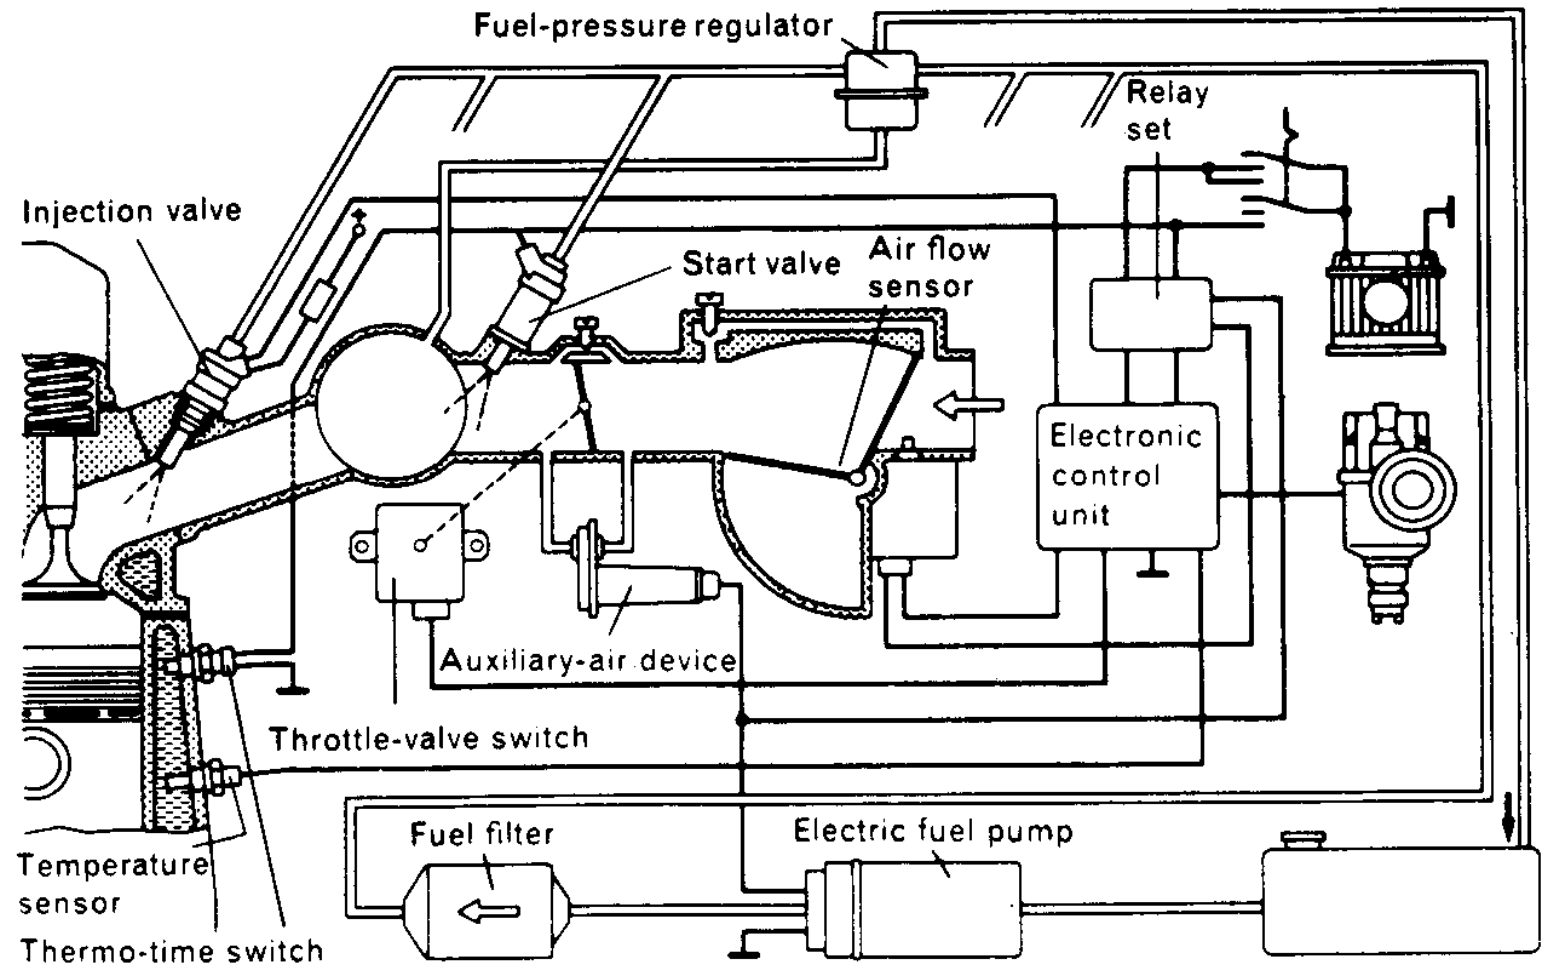 Fuel-pressure regulator
Relay
set
Injection valve
+
Start valve
Air flow
sensor
Electronic
control
unit
Auxiliary-air device
Throttle-valve switch
Fuel filter
Electric fuel pump
Temperature
sensor
Thermo-time switch